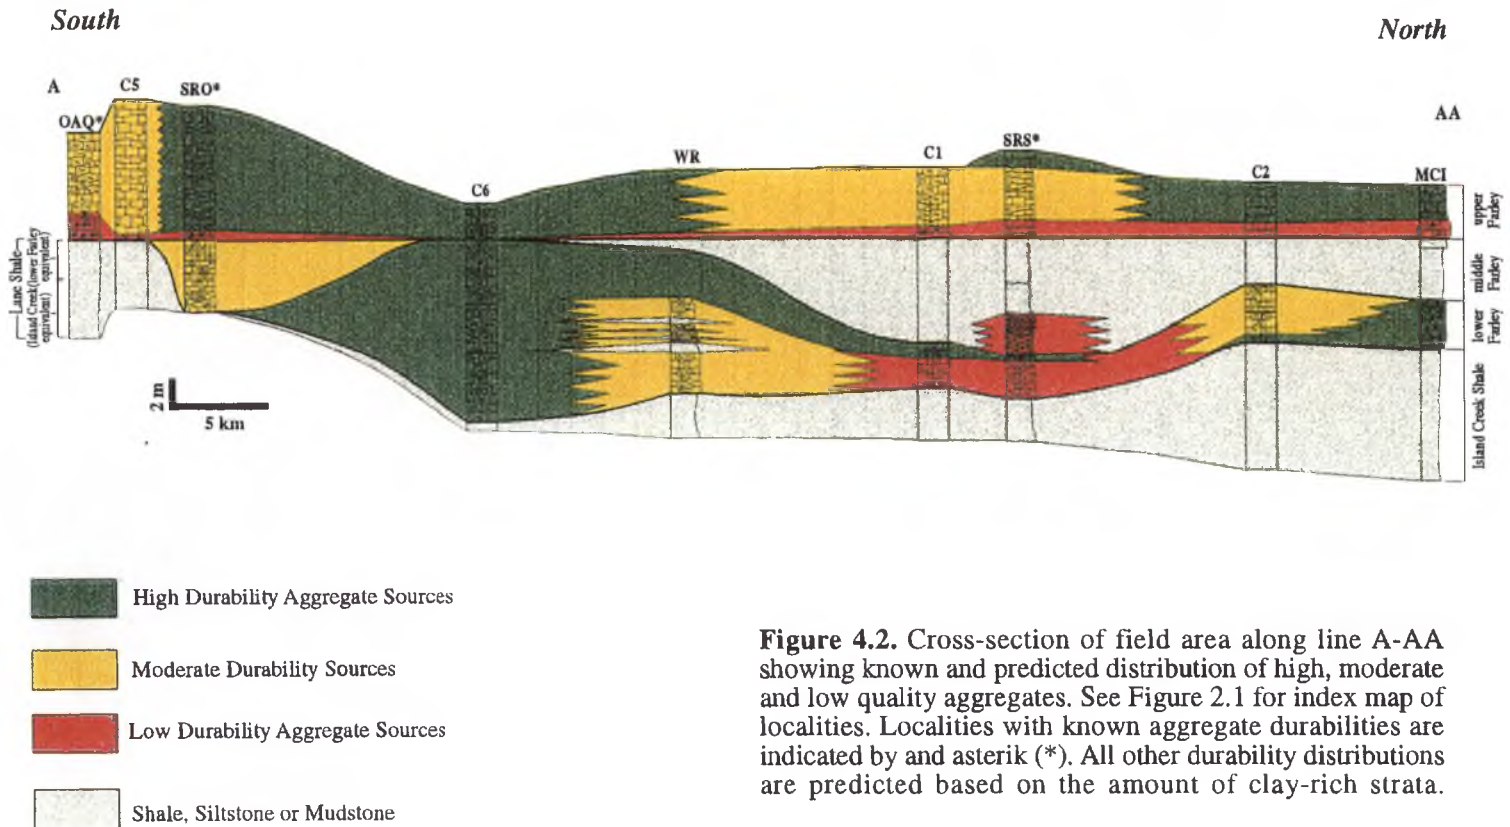 South
North
A
C5
SRO*
OAQ*
C6
WR
C1
SRS*
C2
AA
MCI
upper Farley
middle Farley
lower Farley
Island Creek Shale
Lane Shale
(Island Creek (lower Farley
equivalent) equivalent)
2 m
5 km
High Durability Aggregate Sources
Moderate Durability Sources
Low Durability Aggregate Sources
Shale, Siltstone or Mudstone
Figure 4.2. Cross-section of field area along line A-AA
showing known and predicted distribution of high, moderate
and low quality aggregates. See Figure 2.1 for index map of
localities. Localities with known aggregate durabilities are
indicated by and asterik (*). All other durability distributions
are predicted based on the amount of clay-rich strata.